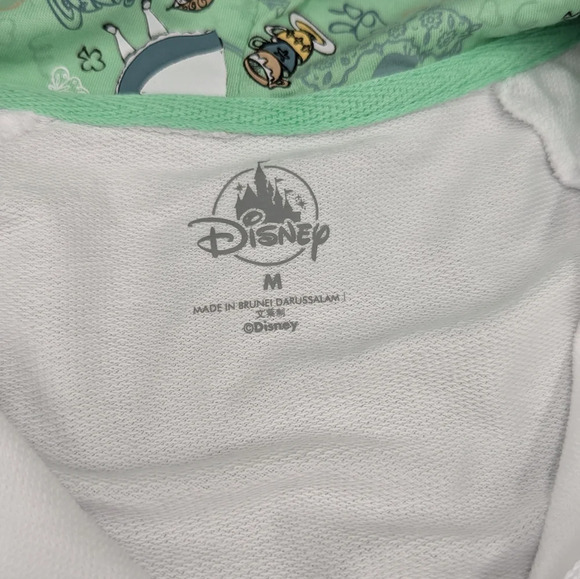 Disney
M
MADE IN BRUNEI DARUSSALAM
文莱制
©Disney